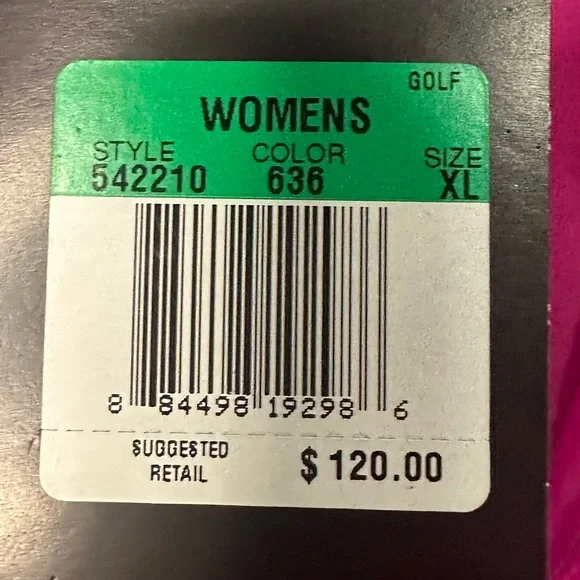 GOLF
WOMENS
STYLE COLOR SIZE
542210 636 XL
8 84498 19298 6
SUGGESTED
RETAIL $ 120.00